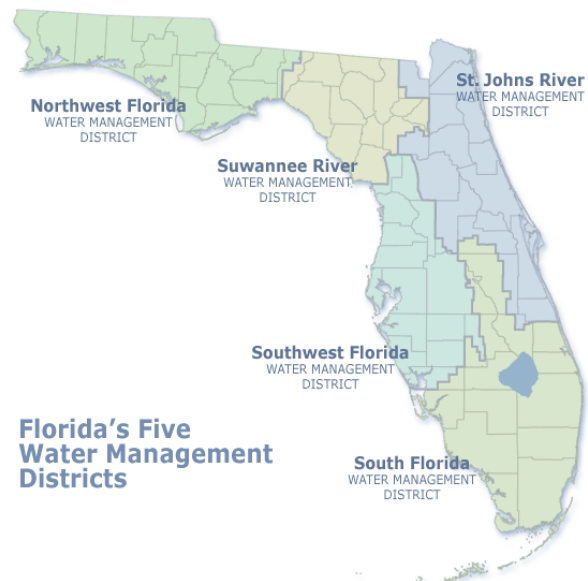 St. Johns River
WATER MANAGEMENT
DISTRICT
Northwest Florida
WATER MANAGEMENT
DISTRICT
Suwannee River
WATER MANAGEMENT
DISTRICT
Southwest Florida
WATER MANAGEMENT
DISTRICT
Florida's Five
Water Management
Districts
South Florida
WATER MANAGEMENT
DISTRICT